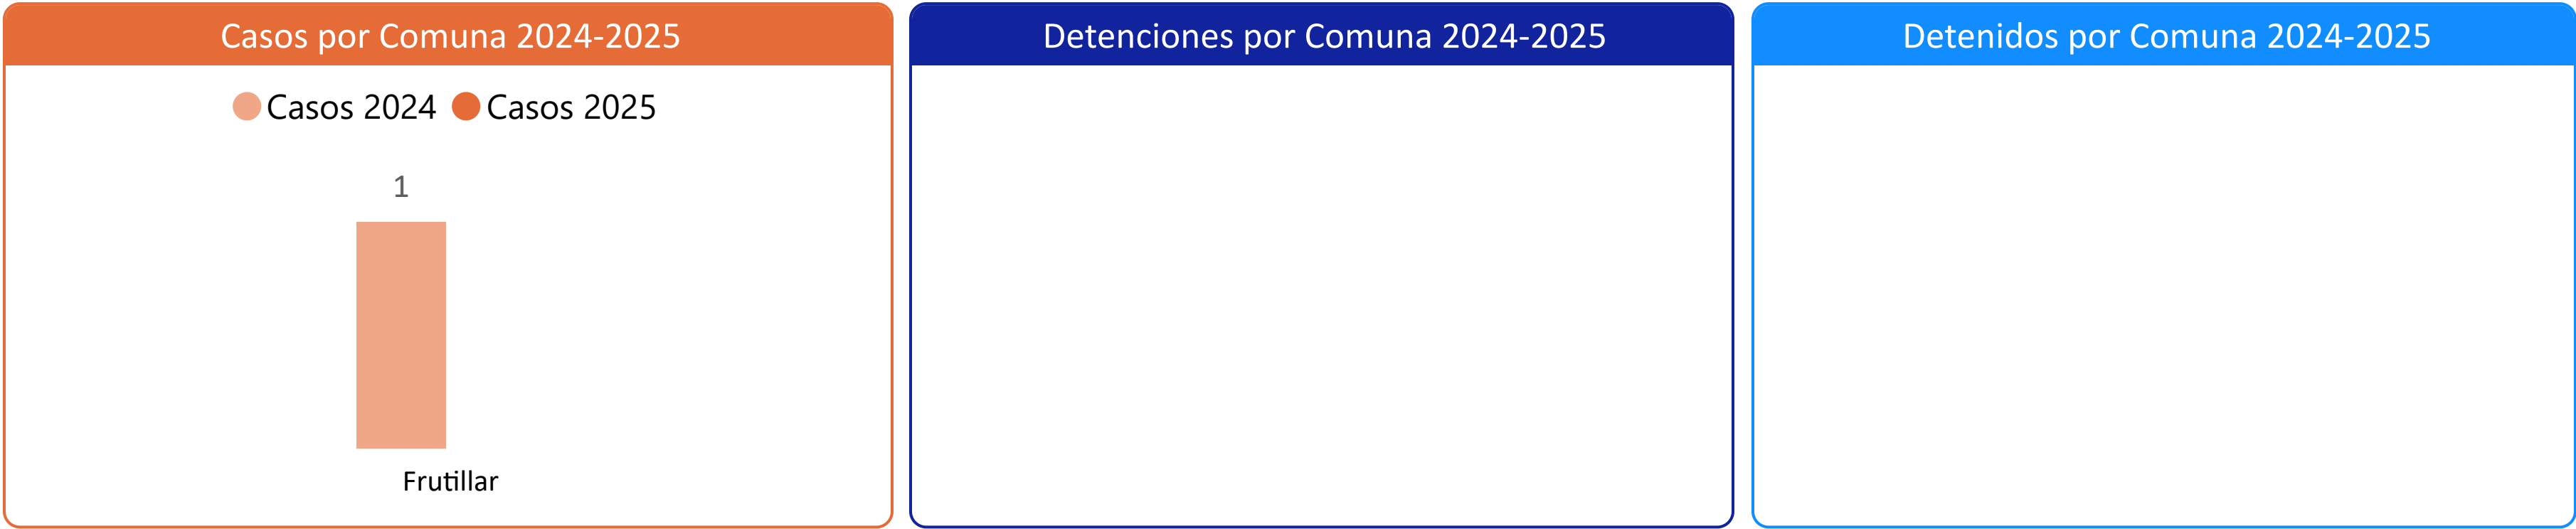 Casos por Comuna 2024-2025
Casos 2024 Casos 2025
1
Frutillar
Detenciones por Comuna 2024-2025
Detenidos por Comuna 2024-2025